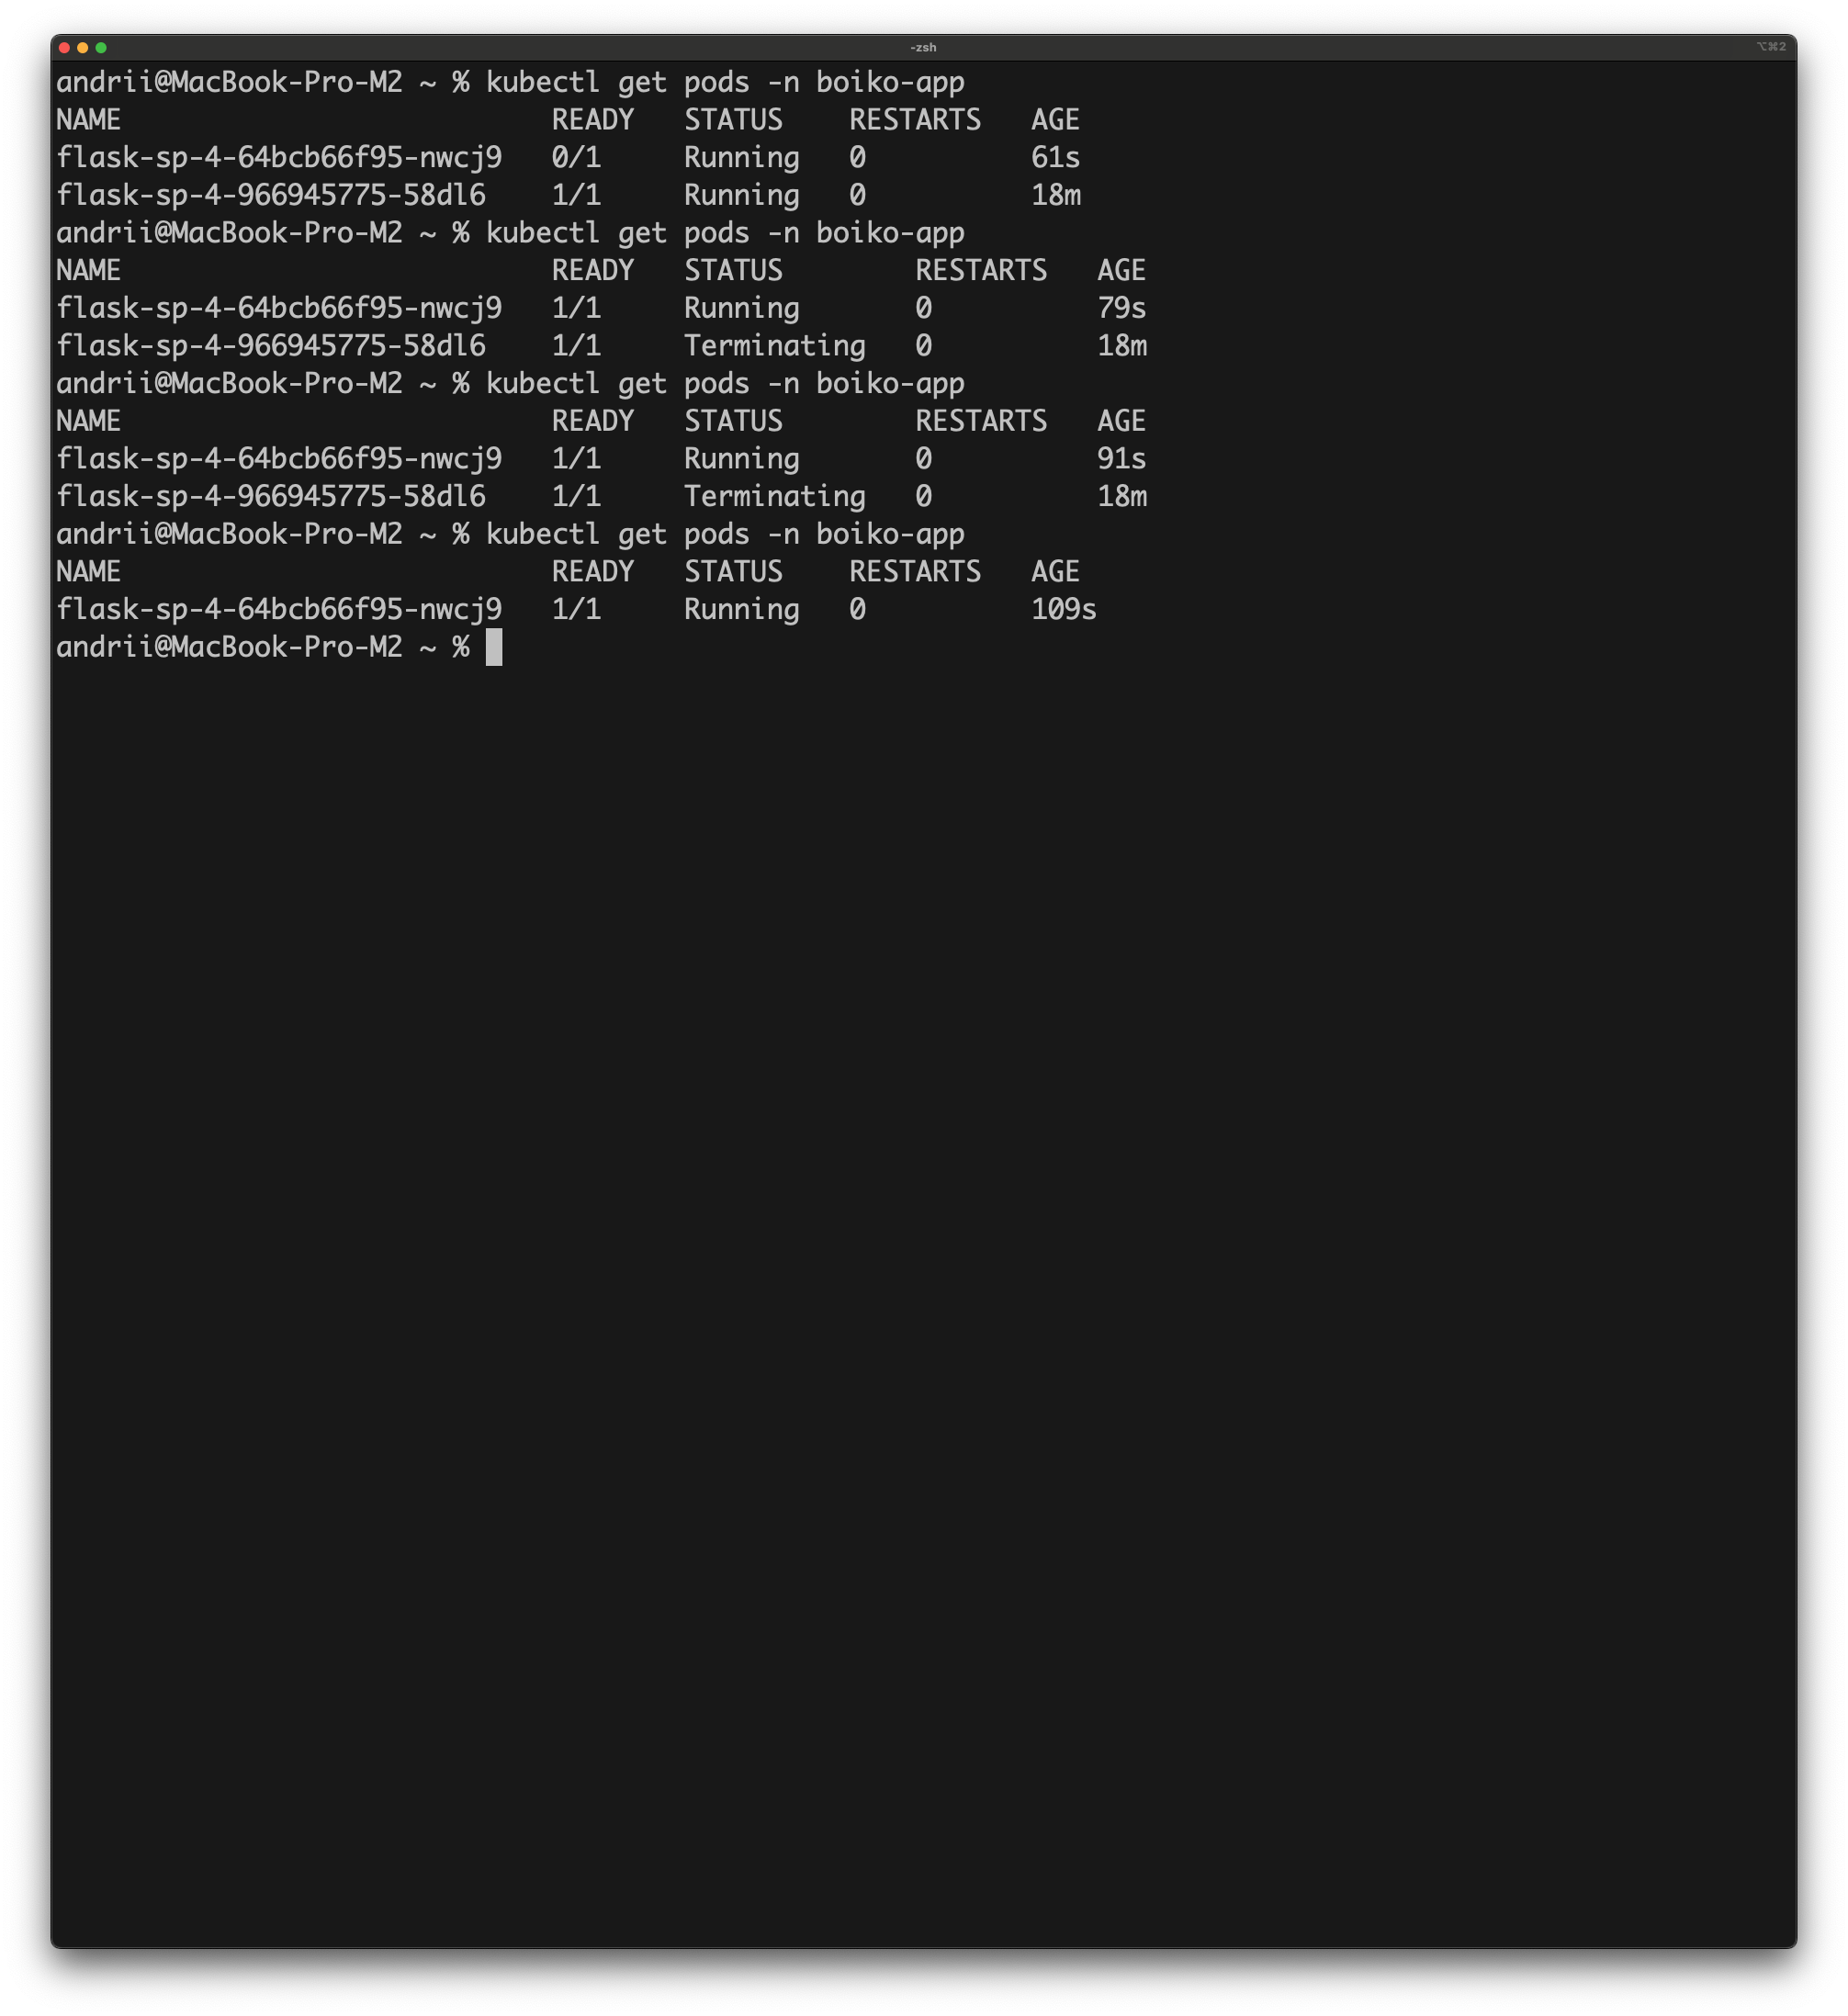 -zsh
⌥⌘2
andrii@MacBook-Pro-M2 ~ % kubectl get pods -n boiko-app
NAME                          READY   STATUS    RESTARTS   AGE
flask-sp-4-64bcb66f95-nwcj9   0/1     Running   0          61s
flask-sp-4-966945775-58dl6    1/1     Running   0          18m
andrii@MacBook-Pro-M2 ~ % kubectl get pods -n boiko-app
NAME                          READY   STATUS        RESTARTS   AGE
flask-sp-4-64bcb66f95-nwcj9   1/1     Running       0          79s
flask-sp-4-966945775-58dl6    1/1     Terminating   0          18m
andrii@MacBook-Pro-M2 ~ % kubectl get pods -n boiko-app
NAME                          READY   STATUS        RESTARTS   AGE
flask-sp-4-64bcb66f95-nwcj9   1/1     Running       0          91s
flask-sp-4-966945775-58dl6    1/1     Terminating   0          18m
andrii@MacBook-Pro-M2 ~ % kubectl get pods -n boiko-app
NAME                          READY   STATUS    RESTARTS   AGE
flask-sp-4-64bcb66f95-nwcj9   1/1     Running   0          109s
andrii@MacBook-Pro-M2 ~ %